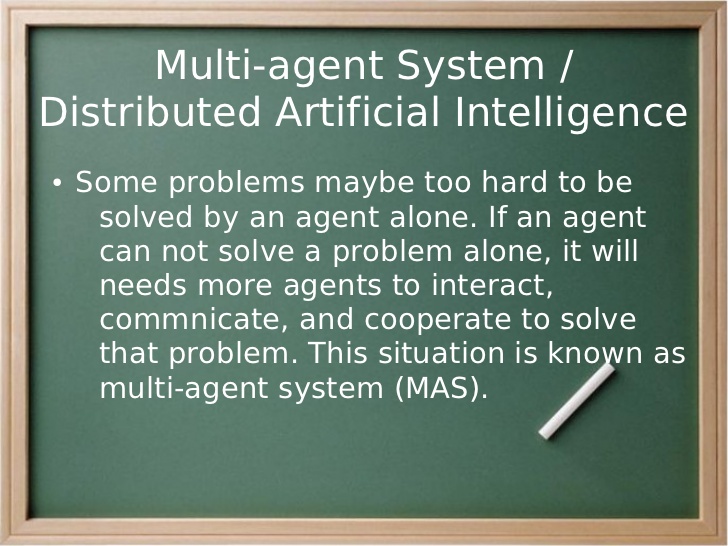 Multi-agent System /
Distributed Artificial Intelligence
• Some problems maybe too hard to be
solved by an agent alone. If an agent
can not solve a problem alone, it will
needs more agents to interact,
commnicate, and cooperate to solve
that problem. This situation is known as
multi-agent system (MAS).